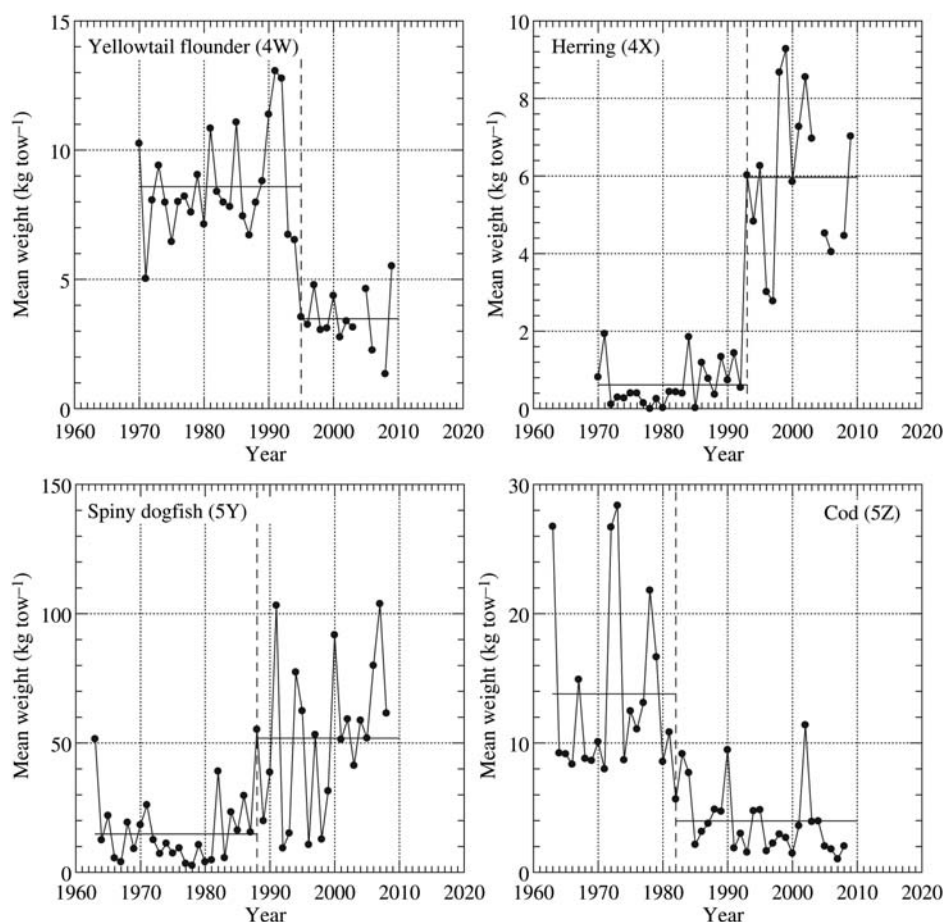 15
Yellowtail flounder (4W)
10
5
0
Mean weight (kg tow⁻¹)
1960 1970 1980 1990 2000 2010 2020
Year
10
Herring (4X)
8
6
4
2
0
Mean weight (kg tow⁻¹)
1960 1970 1980 1990 2000 2010 2020
Year
150
Spiny dogfish (5Y)
100
50
0
Mean weight (kg tow⁻¹)
1960 1970 1980 1990 2000 2010 2020
Year
30
Cod (5Z)
20
10
0
Mean weight (kg tow⁻¹)
1960 1970 1980 1990 2000 2010 2020
Year